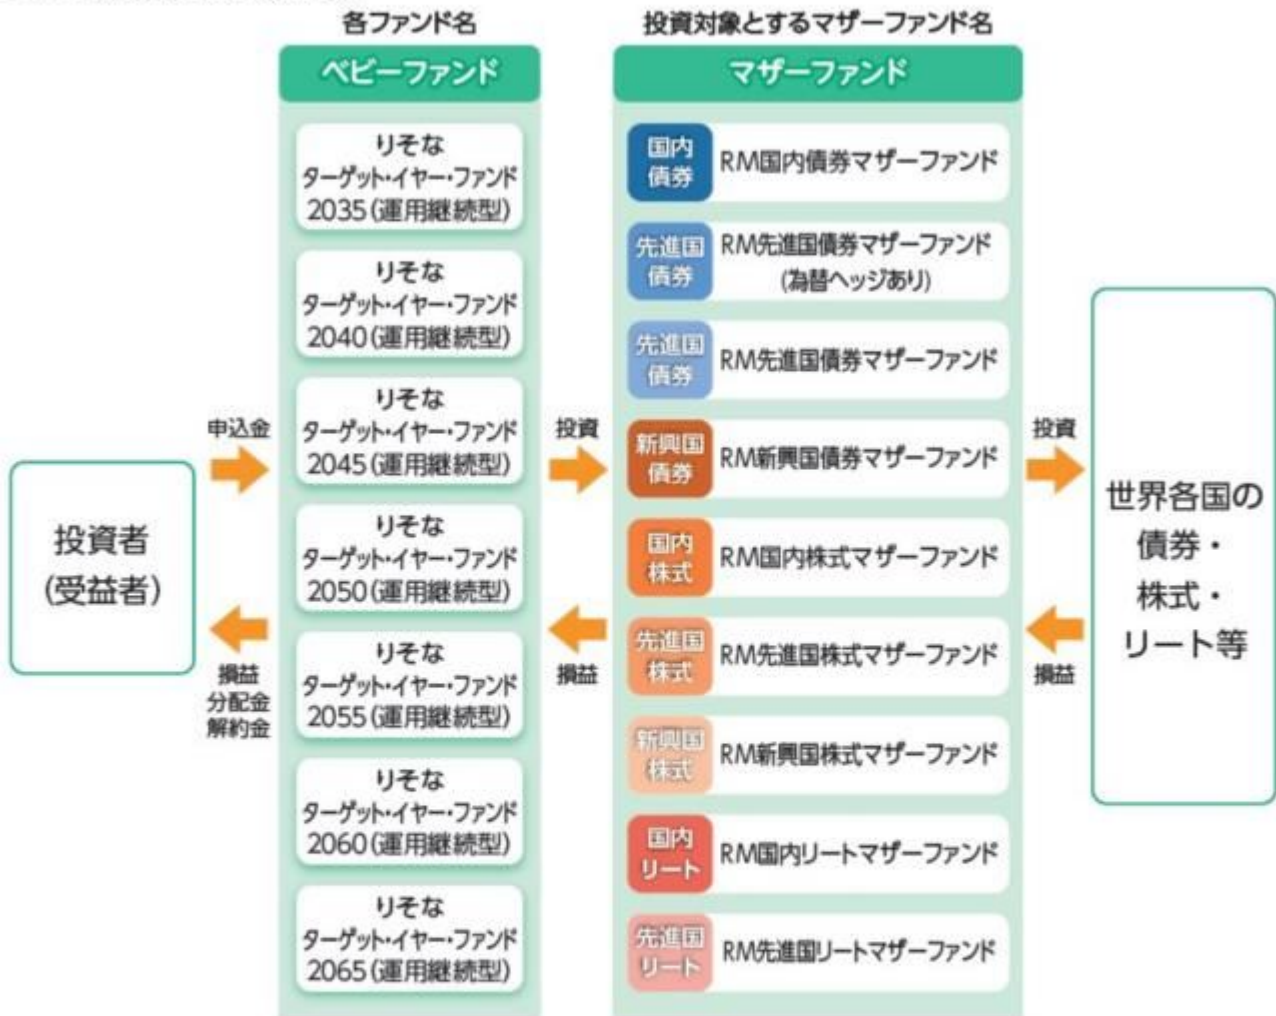 各ファンド名
ベビーファンド
りそな
ターゲット・イヤー・ファンド
2035(運用継続型)
りそな
ターゲット・イヤー・ファンド
2040(運用継続型)
りそな
ターゲット・イヤー・ファンド
2045(運用継続型)
りそな
ターゲット・イヤー・ファンド
2050(運用継続型)
りそな
ターゲット・イヤー・ファンド
2055(運用継続型)
りそな
ターゲット・イヤー・ファンド
2060(運用継続型)
りそな
ターゲット・イヤー・ファンド
2065(運用継続型)
投資対象とするマザーファンド名
マザーファンド
国内
債券
RM国内債券マザーファンド
先進国
債券
RM先進国債券マザーファンド
(為替ヘッジあり)
先進国
債券
RM先進国債券マザーファンド
新興国
債券
RM新興国債券マザーファンド
国内
株式
RM国内株式マザーファンド
先進国
株式
RM先進国株式マザーファンド
新興国
株式
RM新興国株式マザーファンド
国内
リート
RM国内リートマザーファンド
先進国
リート
RM先進国リートマザーファンド
投資者
(受益者)
申込金
損益
分配金
解約金
投資
損益
投資
損益
世界各国の
債券・
株式・
リート等